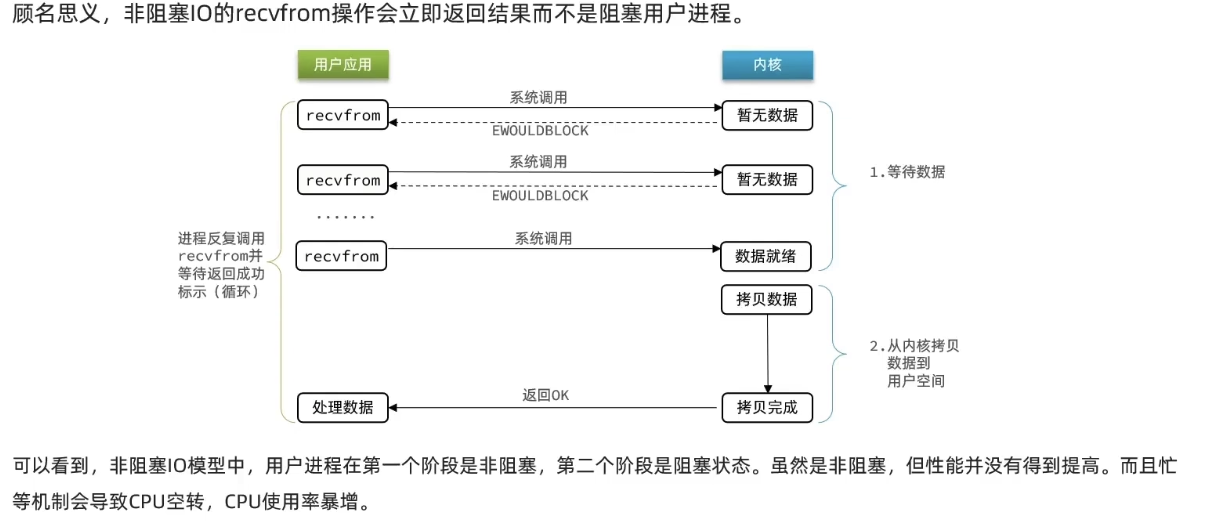 顾名思义，非阻塞IO的recvfrom操作会立即返回结果而不是阻塞用户进程。
用户应用
内核
recvfrom
系统调用
暂无数据
EWOULDBLOCK
recvfrom
系统调用
暂无数据
EWOULDBLOCK
1.等待数据
.......
进程反复调用
recvfrom并
等待返回成功
标示（循环）
recvfrom
系统调用
数据就绪
拷贝数据
2.从内核拷贝
数据到
用户空间
处理数据
返回OK
拷贝完成
可以看到，非阻塞IO模型中，用户进程在第一个阶段是非阻塞，第二个阶段是阻塞状态。虽然是非阻塞，但性能并没有得到提高。而且忙
等机制会导致CPU空转，CPU使用率暴增。